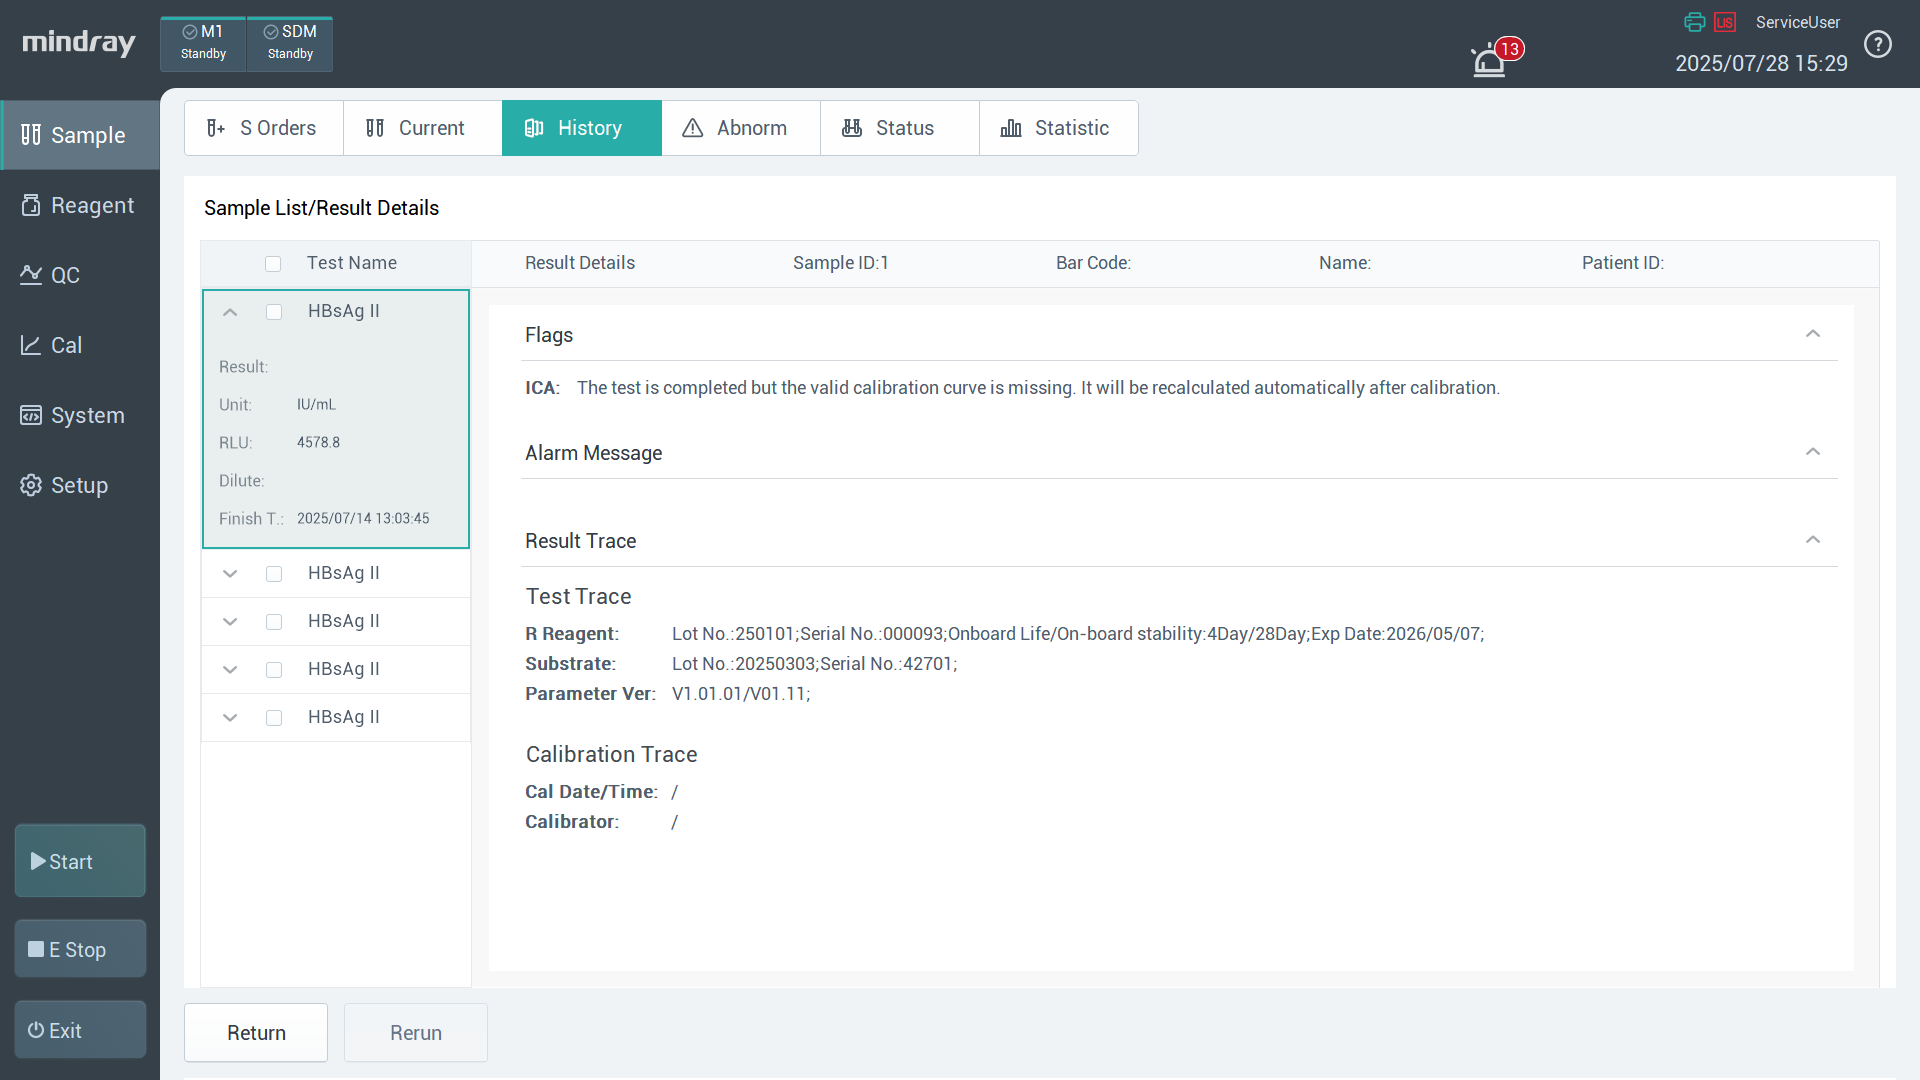 mindray
M1
Standby
SDM
Standby
13
LIS
ServiceUser
2025/07/28 15:29
?
Sample
Reagent
QC
Cal
System
Setup
Start
E Stop
Exit
S Orders
Current
History
Abnorm
Status
Statistic
Sample List/Result Details
Test Name
Result Details
Sample ID:1
Bar Code:
Name:
Patient ID:
HBsAg II
Result:
Unit: IU/mL
RLU: 4578.8
Dilute:
Finish T.: 2025/07/14 13:03:45
HBsAg II
HBsAg II
HBsAg II
HBsAg II
Flags
ICA: The test is completed but the valid calibration curve is missing. It will be recalculated automatically after calibration.
Alarm Message
Result Trace
Test Trace
R Reagent: Lot No.:250101;Serial No.:000093;Onboard Life/On-board stability:4Day/28Day;Exp Date:2026/05/07;
Substrate: Lot No.:20250303;Serial No.:42701;
Parameter Ver: V1.01.01/V01.11;
Calibration Trace
Cal Date/Time: /
Calibrator: /
Return
Rerun